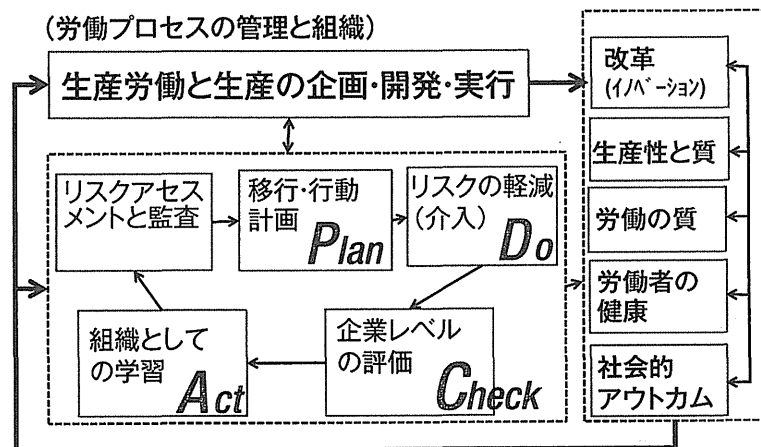 (労働プロセスの管理と組織)
生産労働と生産の企画・開発・実行
リスクアセス
メントと監査
移行・行動
計画
Plan
リスクの軽減
(介入)
Do
組織として
の学習
Act
企業レベル
の評価
Check
改革
(イノベーション)
生産性と質
労働の質
労働者の
健康
社会的
アウトカム